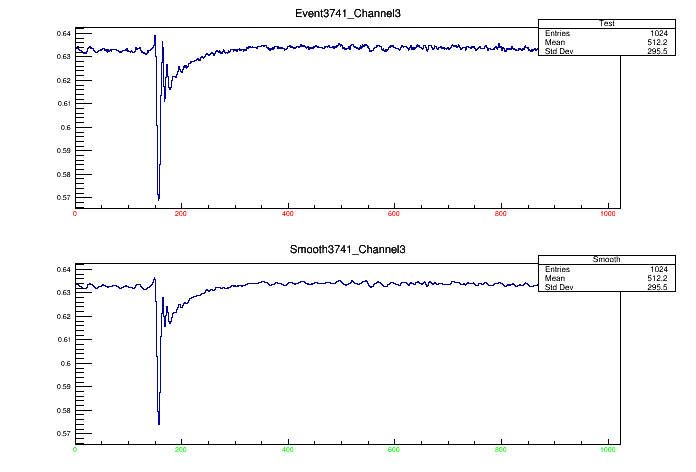 Event3741_Channel3
Test
Entries 1024
Mean 512.2
Std Dev 295.5
0.64
0.63
0.62
0.61
0.6
0.59
0.58
0.57
0 200 400 600 800 1000
Smooth3741_Channel3
Smooth
Entries 1024
Mean 512.2
Std Dev 295.5
0.64
0.63
0.62
0.61
0.6
0.59
0.58
0.57
0 200 400 600 800 1000